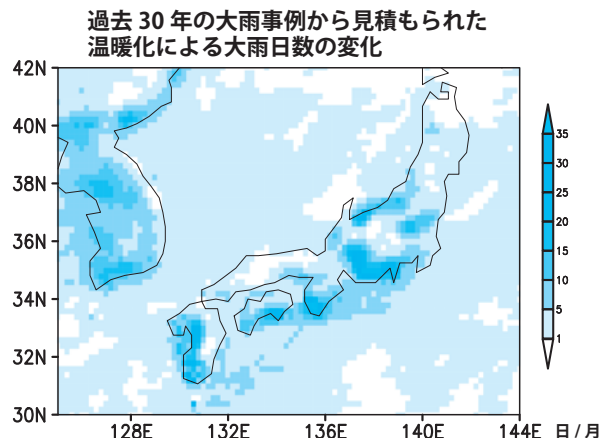 過去 30 年の大雨事例から見積もられた
温暖化による大雨日数の変化
42N
40N
38N
36N
34N
32N
30N
128E 132E 136E 140E 144E 日 / 月
35
30
25
20
15
10
5
1